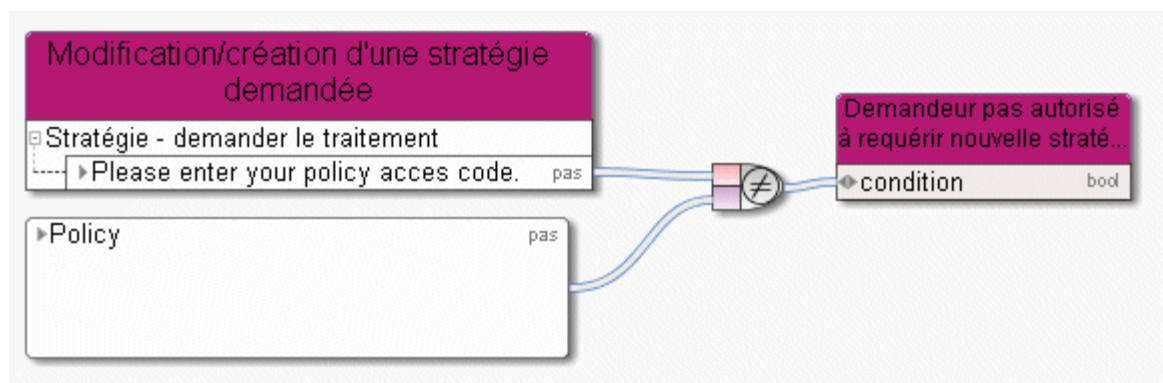 Modification/création d'une stratégie
demandée
Stratégie - demander le traitement
Please enter your policy acces code. pas
Policy pas
≠
Demandeur pas autorisé
à requérir nouvelle straté...
condition bool